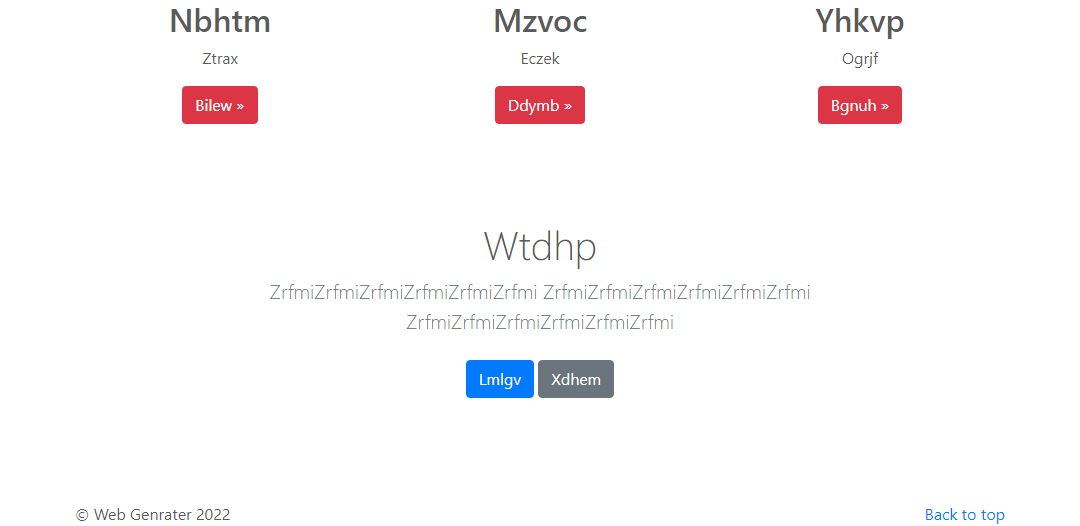 Nbhtm Mzvoc Yhkvp
Ztrax Eczek Ogrjf
Bilew » Ddymb » Bgnuh »
Wtdhp
ZrfmiZrfmiZrfmiZrfmiZrfmiZrfmi ZrfmiZrfmiZrfmiZrfmiZrfmiZrfmi
ZrfmiZrfmiZrfmiZrfmiZrfmiZrfmi
Lmlgv Xdhem
© Web Genrater 2022 Back to top